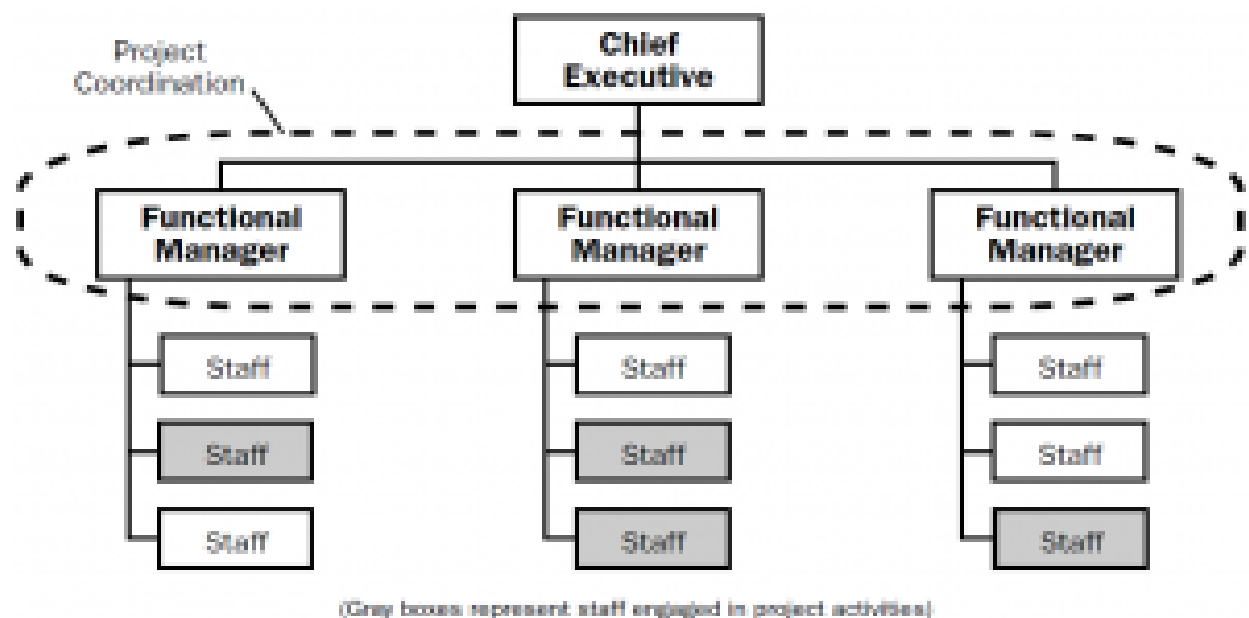 Project
Coordination
Chief
Executive
Functional
Manager
Functional
Manager
Functional
Manager
Staff
Staff
Staff
Staff
Staff
Staff
Staff
Staff
Staff
(Gray boxes represent staff engaged in project activities)